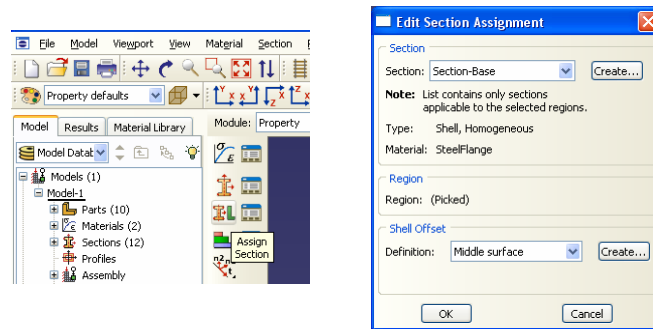 File Model Viewport View Material Section
Property defaults
Model Results Material Library Module: Property
Model Datab
Models (1)
Model-1
Parts (10)
Materials (2)
Sections (12)
Profiles
Assembly
Assign
Section
Edit Section Assignment
Section
Section: Section-Base Create...
Note: List contains only sections
applicable to the selected regions.
Type: Shell, Homogeneous
Material: SteelFlange
Region
Region: (Picked)
Shell Offset
Definition: Middle surface Create...
OK Cancel